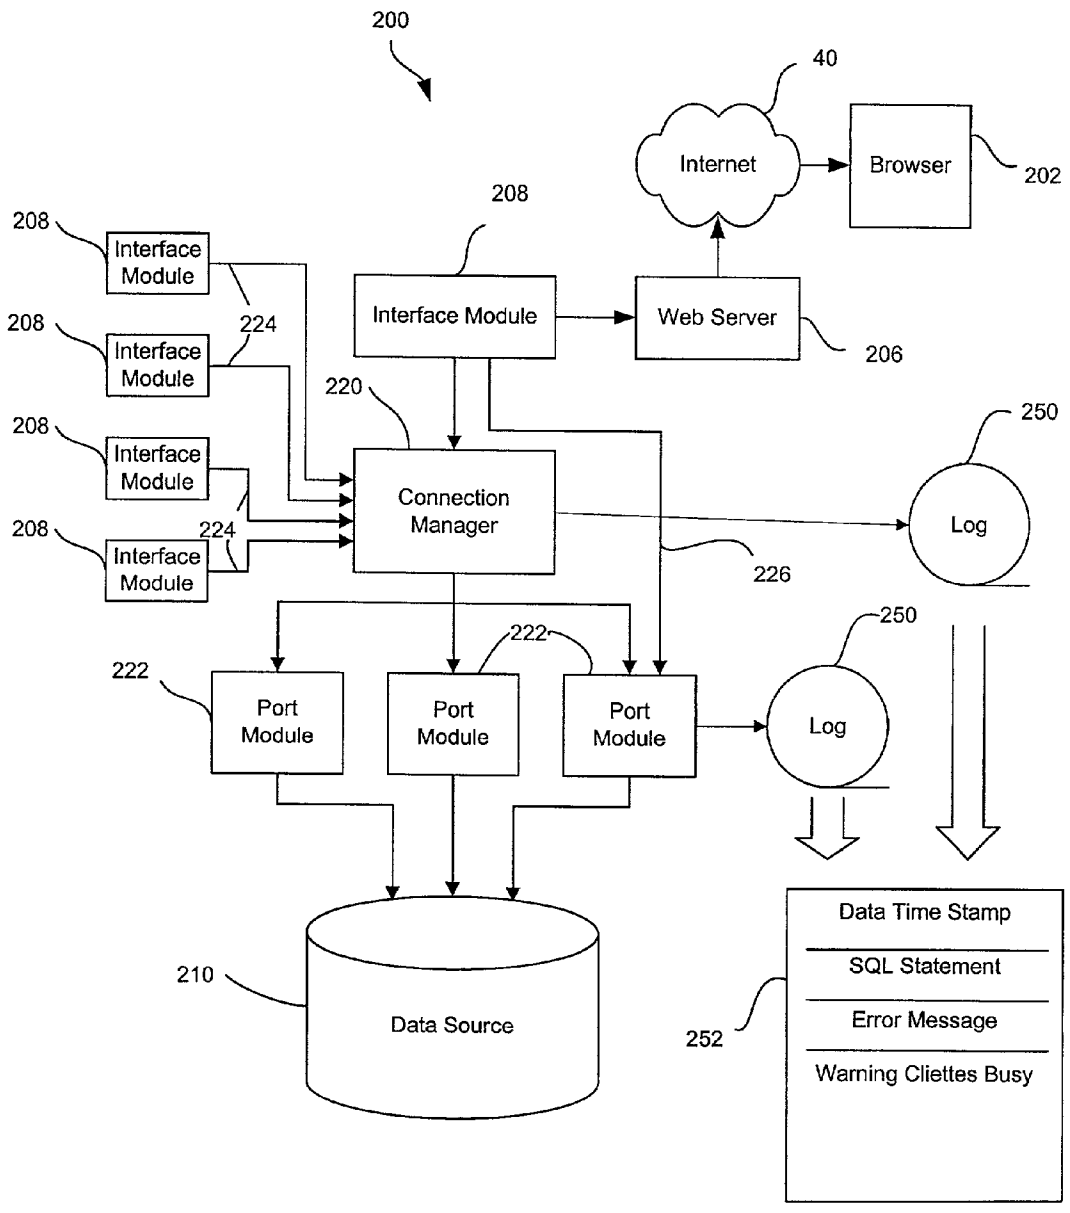 200
40
Internet
Browser
202
208
208
Interface
Module
224
208
Interface
Module
Interface Module
Web Server
206
220
208
Interface
Module
250
Connection
Manager
Log
224
208
Interface
Module
226
250
222
222
Port
Module
Port
Module
Port
Module
Log
Data Time Stamp
SQL Statement
210
Data Source
Error Message
252
Warning Cliettes Busy